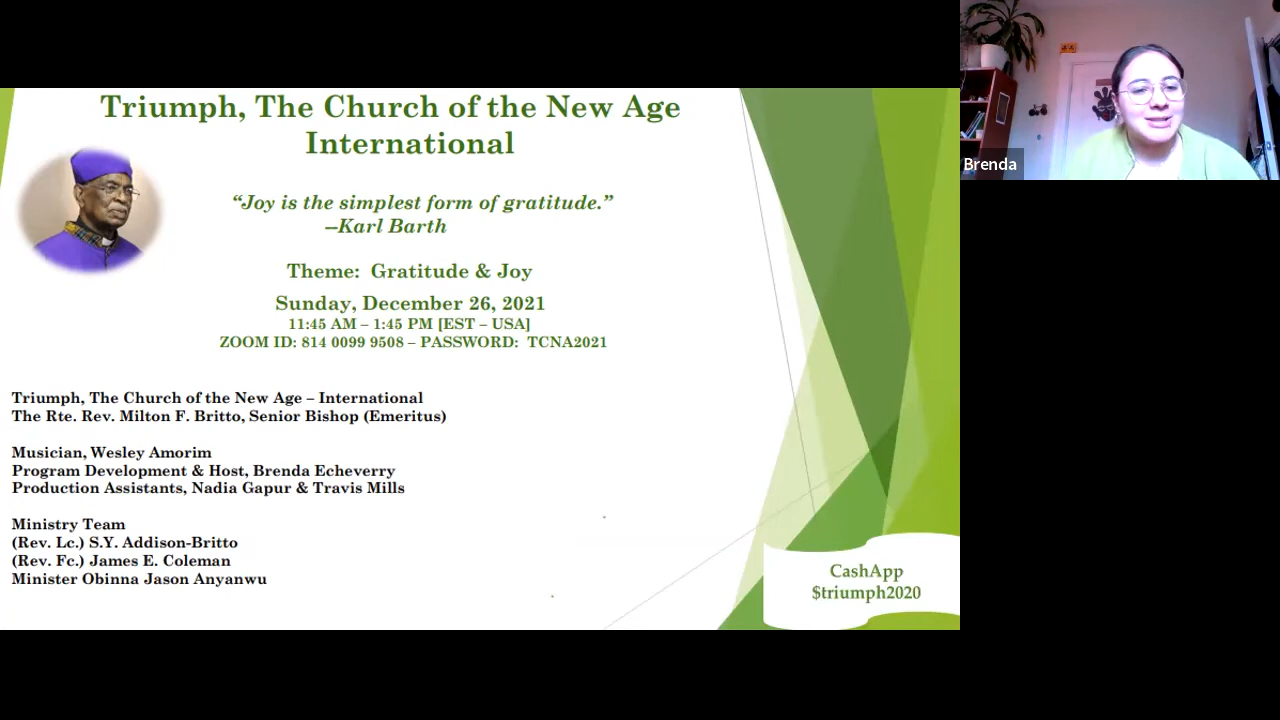 Triumph, The Church of the New Age
International
“Joy is the simplest form of gratitude.”
--Karl Barth
Theme:  Gratitude & Joy
Sunday, December 26, 2021
11:45 AM – 1:45 PM [EST – USA]
ZOOM ID: 814 0099 9508 – PASSWORD:  TCNA2021
Triumph, The Church of the New Age – International
The Rte. Rev. Milton F. Britto, Senior Bishop (Emeritus)
Musician, Wesley Amorim
Program Development & Host, Brenda Echeverry
Production Assistants, Nadia Gapur & Travis Mills
Ministry Team
(Rev. Lc.) S.Y. Addison-Britto
(Rev. Fc.) James E. Coleman
Minister Obinna Jason Anyanwu
CashApp
$triumph2020
Brenda